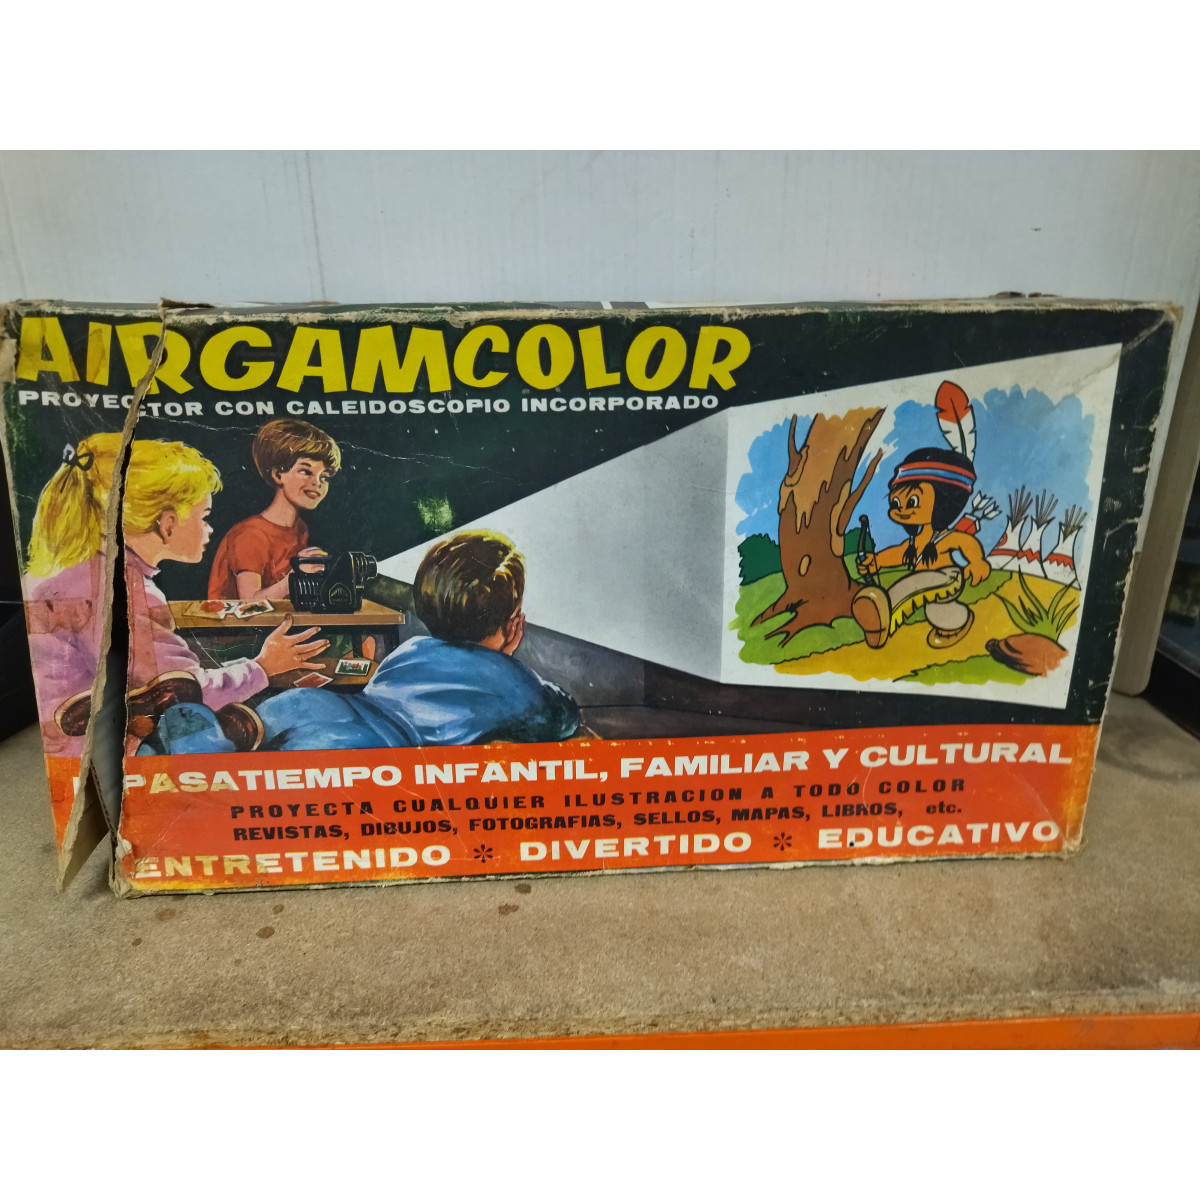 AIRGAMCOLOR
PROYECTOR CON CALEIDOSCOPIO INCORPORADO
PASATIEMPO INFANTIL, FAMILIAR Y CULTURAL
PROYECTA CUALQUIER ILUSTRACION A TODO COLOR
REVISTAS, DIBUJOS, FOTOGRAFIAS, SELLOS, MAPAS, LIBROS, etc.
ENTRETENIDO * DIVERTIDO * EDUCATIVO